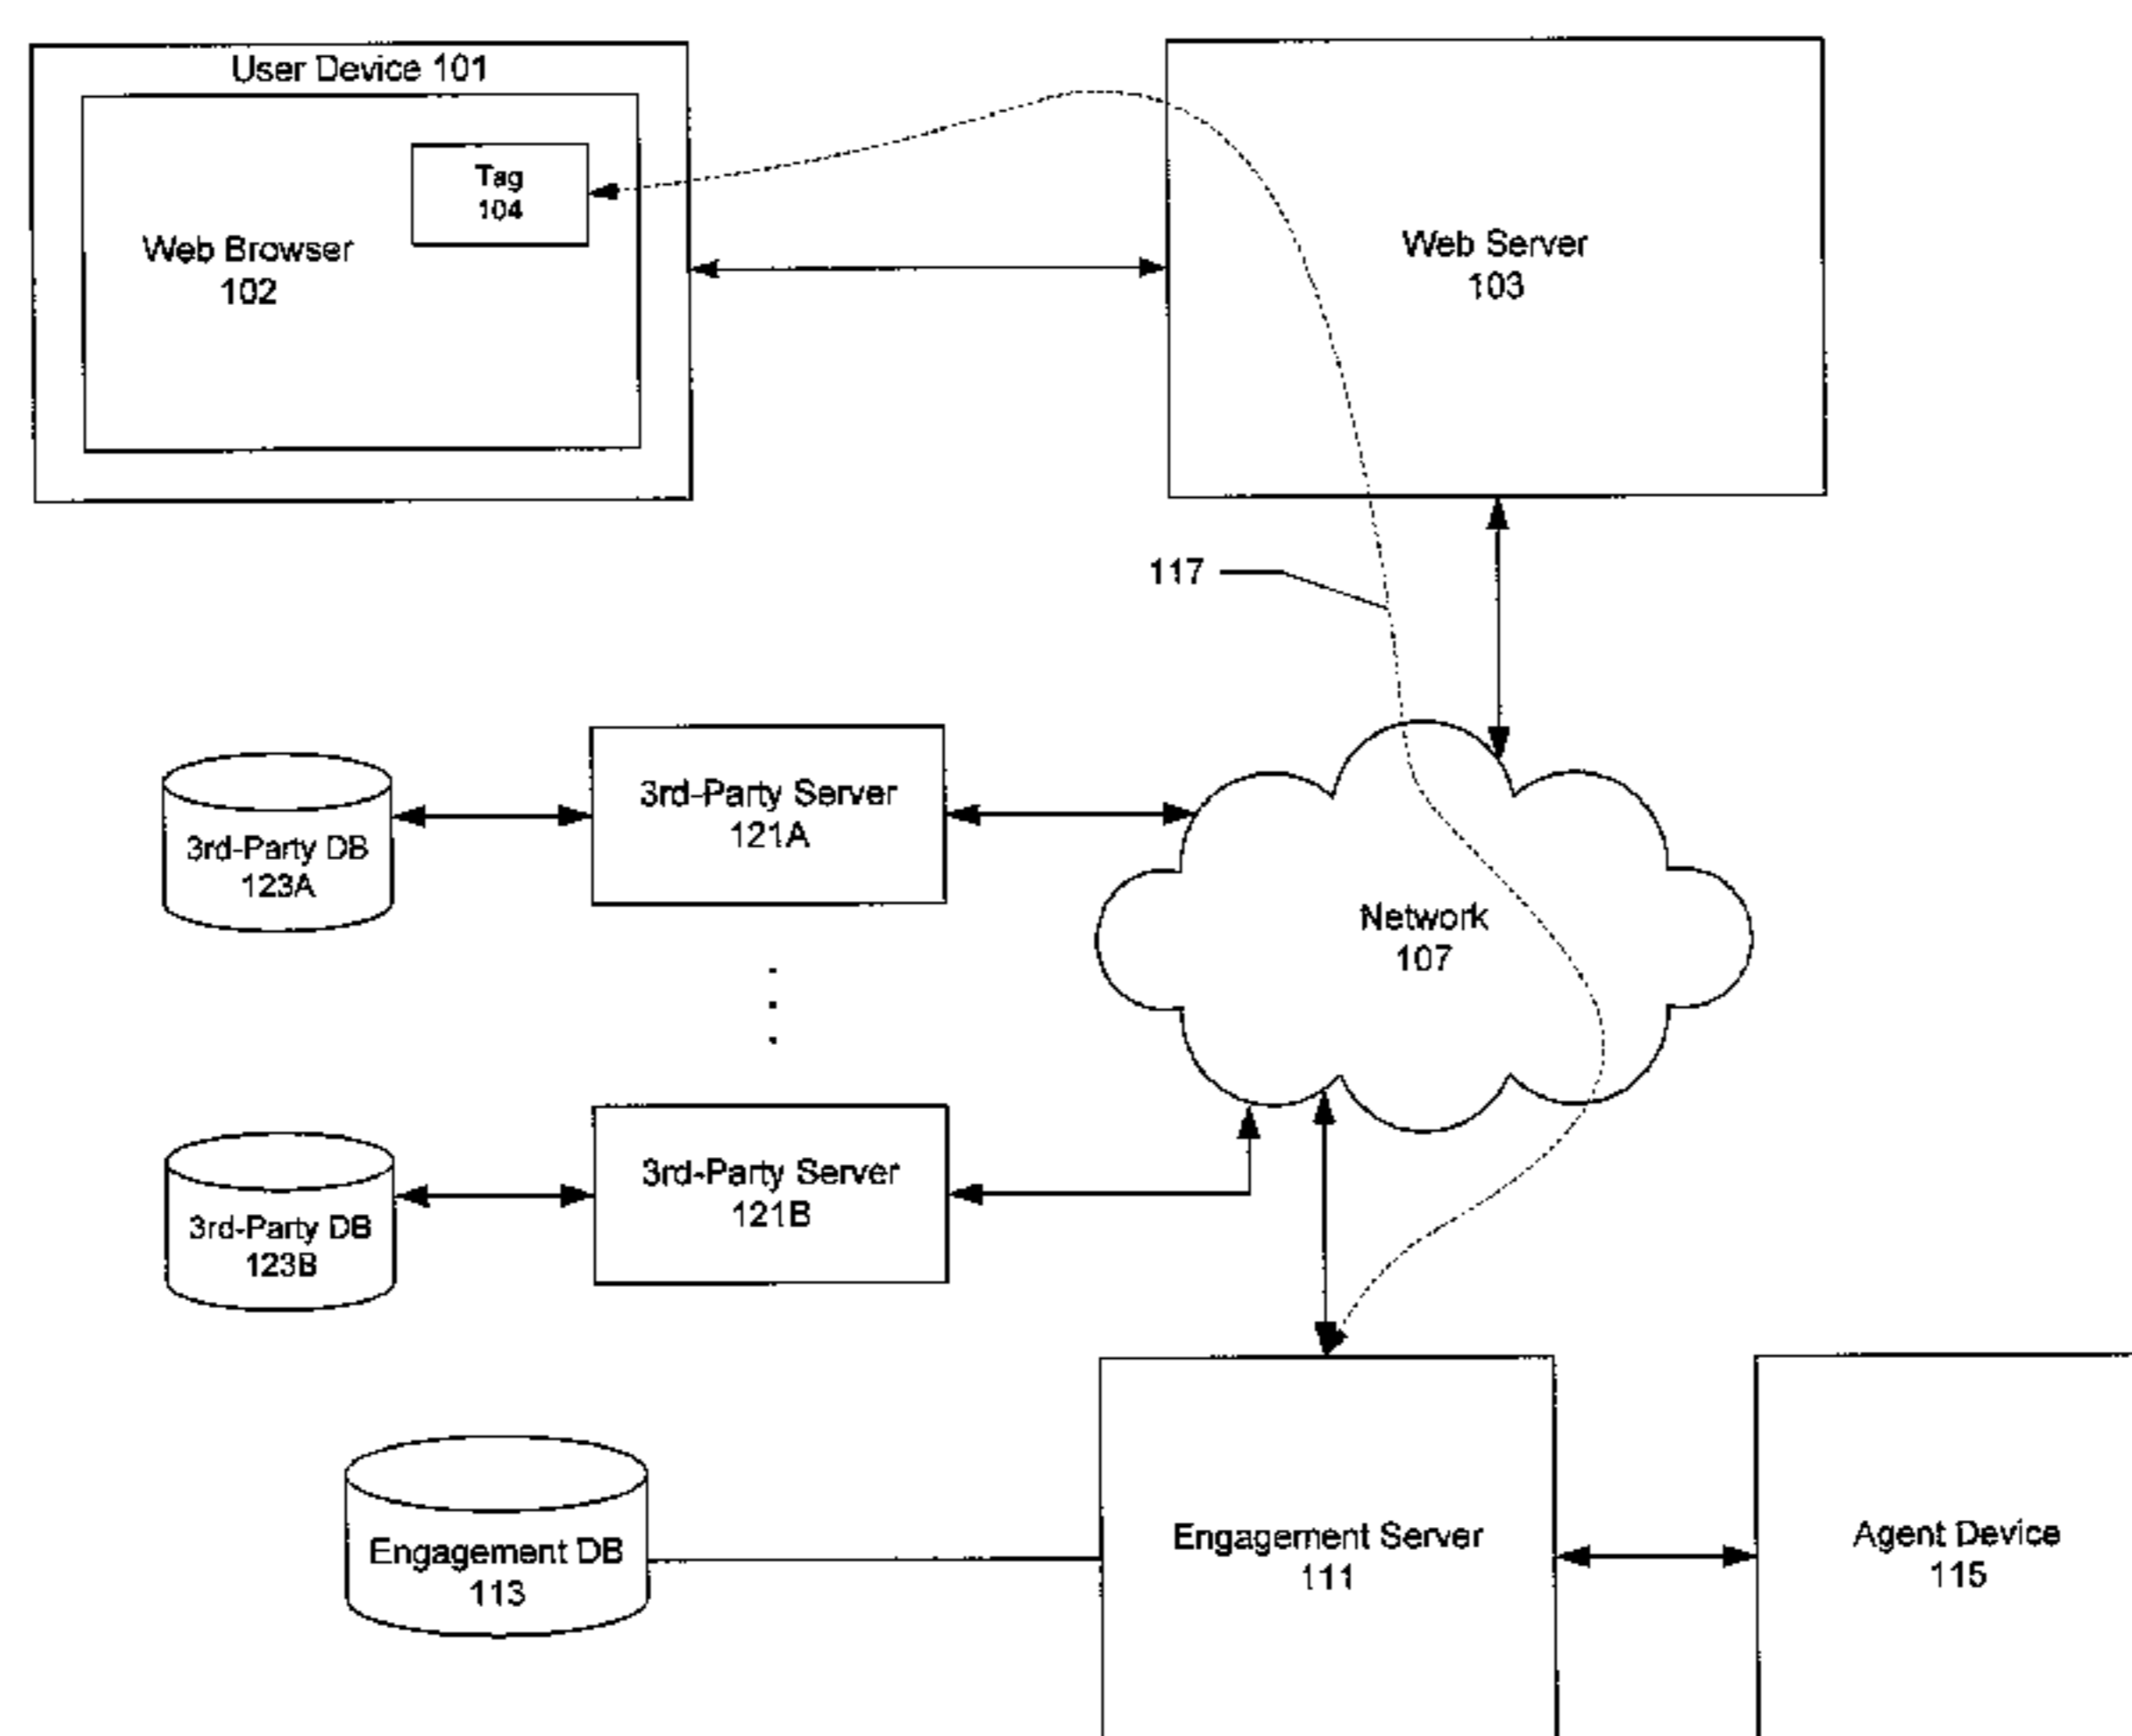 User Device 101
Tag
104
Web Browser
102
Web Server
103
117
3rd-Party Server
121A
3rd-Party DB
123A
Network
107
3rd-Party Server
121B
3rd-Party DB
123B
Engagement DB
113
Engagement Server
111
Agent Device
115